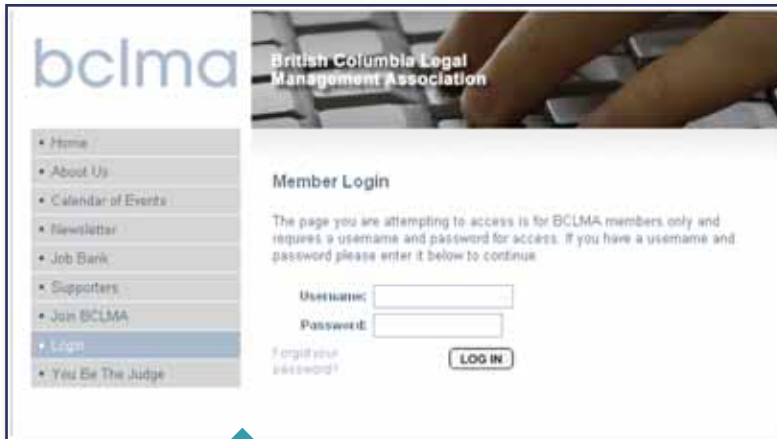 bclma
British Columbia Legal
Management Association
• Home
• About Us
• Calendar of Events
• Newsletter
• Job Bank
• Supporters
• Join BCLMA
• Login
• You Be The Judge
Member Login
The page you are attempting to access is for BCLMA members only and
requires a username and password for access. If you have a username and
password please enter it below to continue.
Username:
Password:
Forgot your
password?
LOG IN